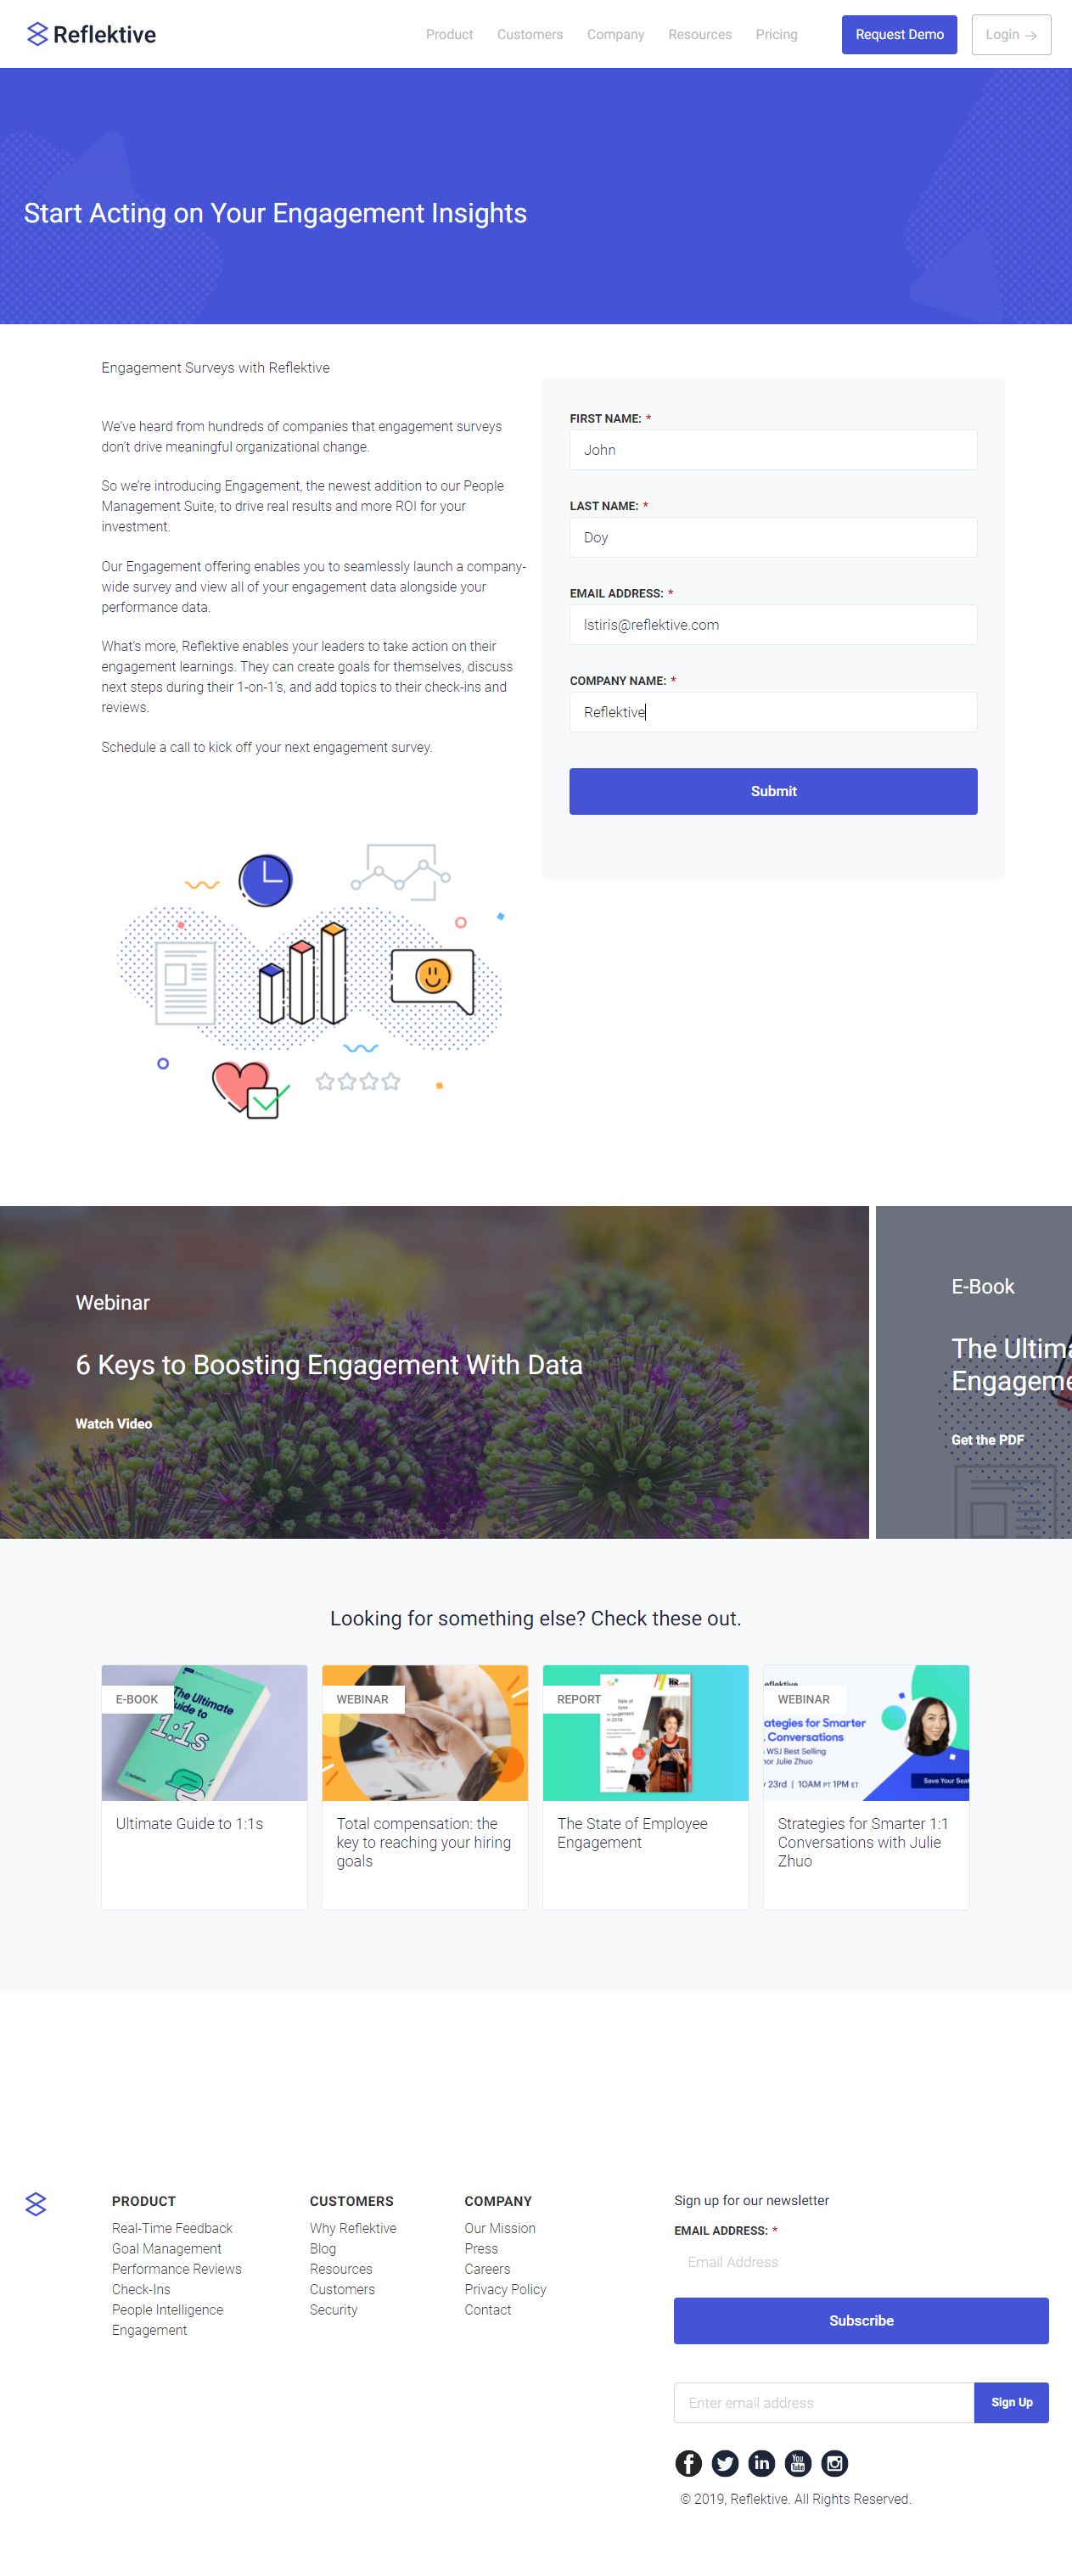 Reflektive
Product
Customers
Company
Resources
Pricing
Request Demo
Login →
Start Acting on Your Engagement Insights
Engagement Surveys with Reflektive
We've heard from hundreds of companies that engagement surveys
don't drive meaningful organizational change.
So we're introducing Engagement, the newest addition to our People
Management Suite, to drive real results and more ROI for your
investment.
Our Engagement offering enables you to seamlessly launch a company-
wide survey and view all of your engagement data alongside your
performance data.
What's more, Reflektive enables your leaders to take action on their
engagement learnings. They can create goals for themselves, discuss
next steps during their 1-on-1's, and add topics to their check-ins and
reviews.
Schedule a call to kick off your next engagement survey.
FIRST NAME: *
John
LAST NAME: *
Doy
EMAIL ADDRESS: *
lstiris@reflektive.com
COMPANY NAME: *
Reflektive
Submit
Webinar
6 Keys to Boosting Engagement With Data
Watch Video
E-Book
The Ultima
Engageme
Get the PDF
Looking for something else? Check these out.
E-BOOK
The Ultimate
uide to
1:1s
Reflektive
Ultimate Guide to 1:1s
WEBINAR
Total compensation: the
key to reaching your hiring
goals
REPORT
The State of Employee
Engagement
WEBINAR
ategies for Smarter
Conversations
WSJ Best Selling
or Julie Zhuo
23rd | 10AM PT 1PM ET
Save Your Seat
Strategies for Smarter 1:1
Conversations with Julie
Zhuo
PRODUCT
Real-Time Feedback
Goal Management
Performance Reviews
Check-Ins
People Intelligence
Engagement
CUSTOMERS
Why Reflektive
Blog
Resources
Customers
Security
COMPANY
Our Mission
Press
Careers
Privacy Policy
Contact
Sign up for our newsletter
EMAIL ADDRESS: *
Email Address
Subscribe
Enter email address
Sign Up
© 2019, Reflektive. All Rights Reserved.